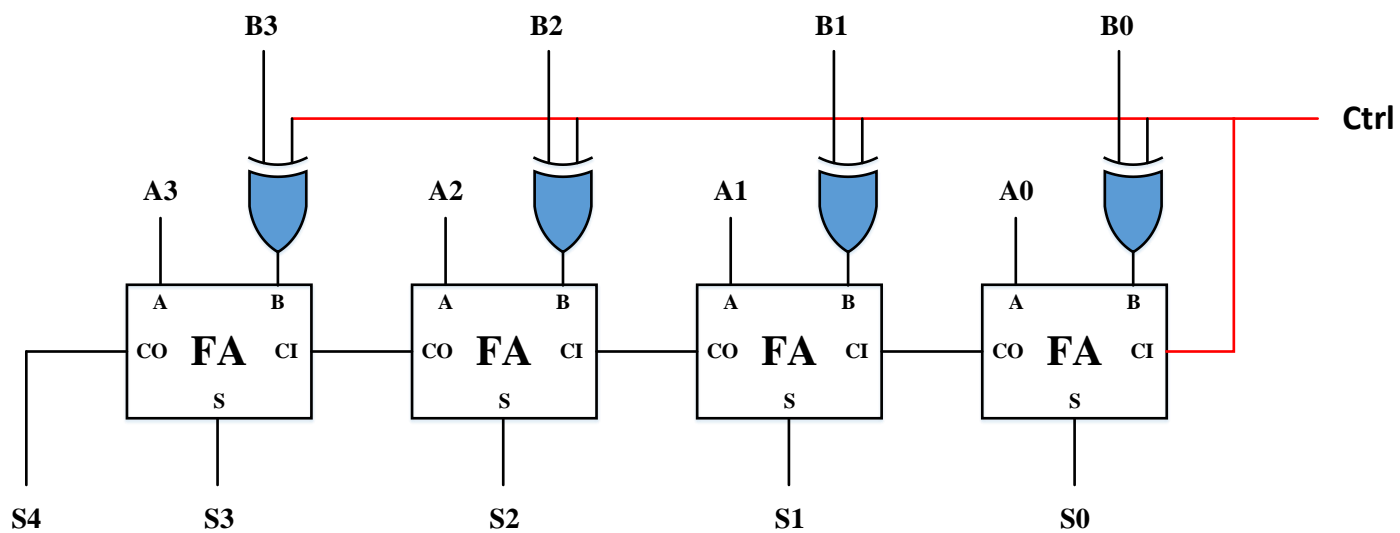 B3 B2 B1 B0
Ctrl
A3 A2 A1 A0
A B A B A B A B
CO FA CI CO FA CI CO FA CI CO FA CI
S S S S
S4 S3 S2 S1 S0